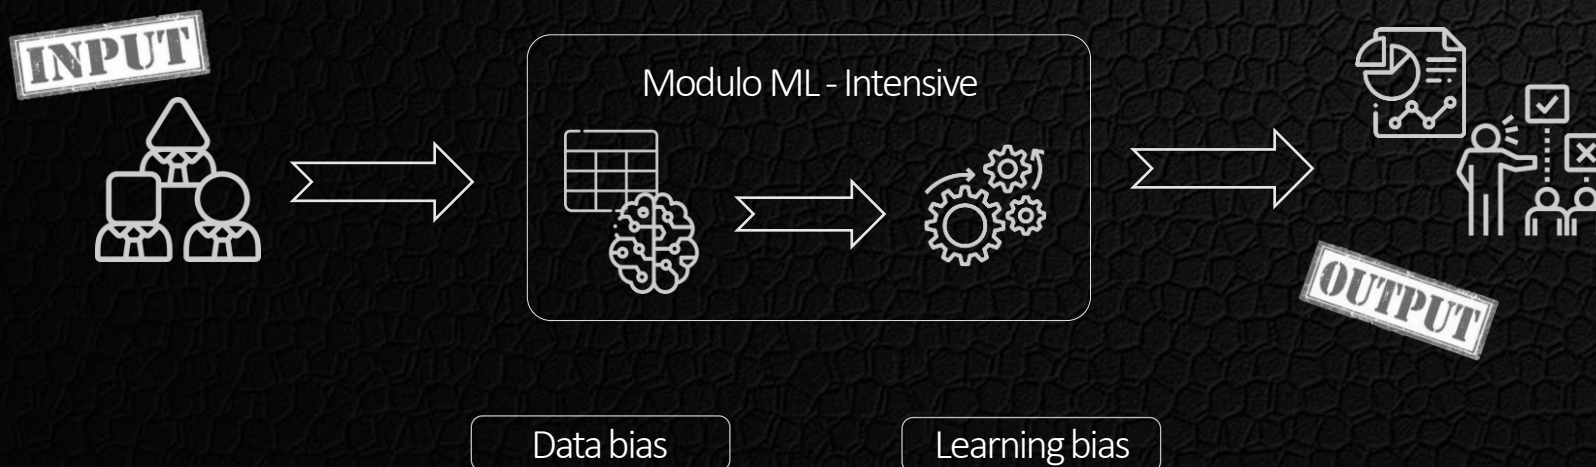 INPUT
Modulo ML - Intensive
OUTPUT
Data bias
Learning bias